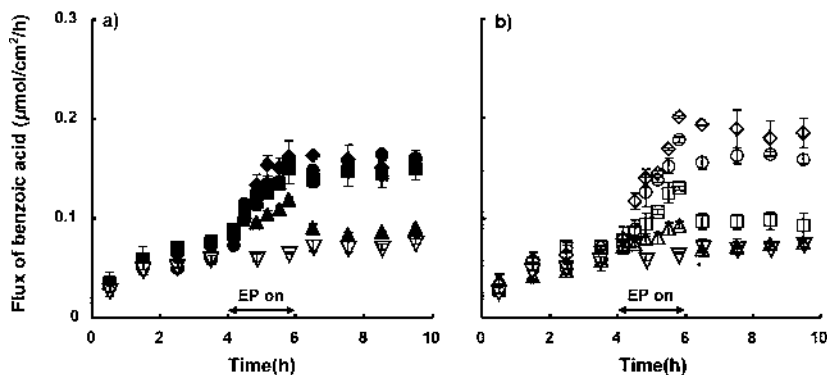 a)
b)
Flux of benzoic acid (μmol/cm²/h)
0.3
0.2
0.1
0
EP on
EP on
0 2 4 6 8 10
0 2 4 6 8 10
Time(h)
Time(h)